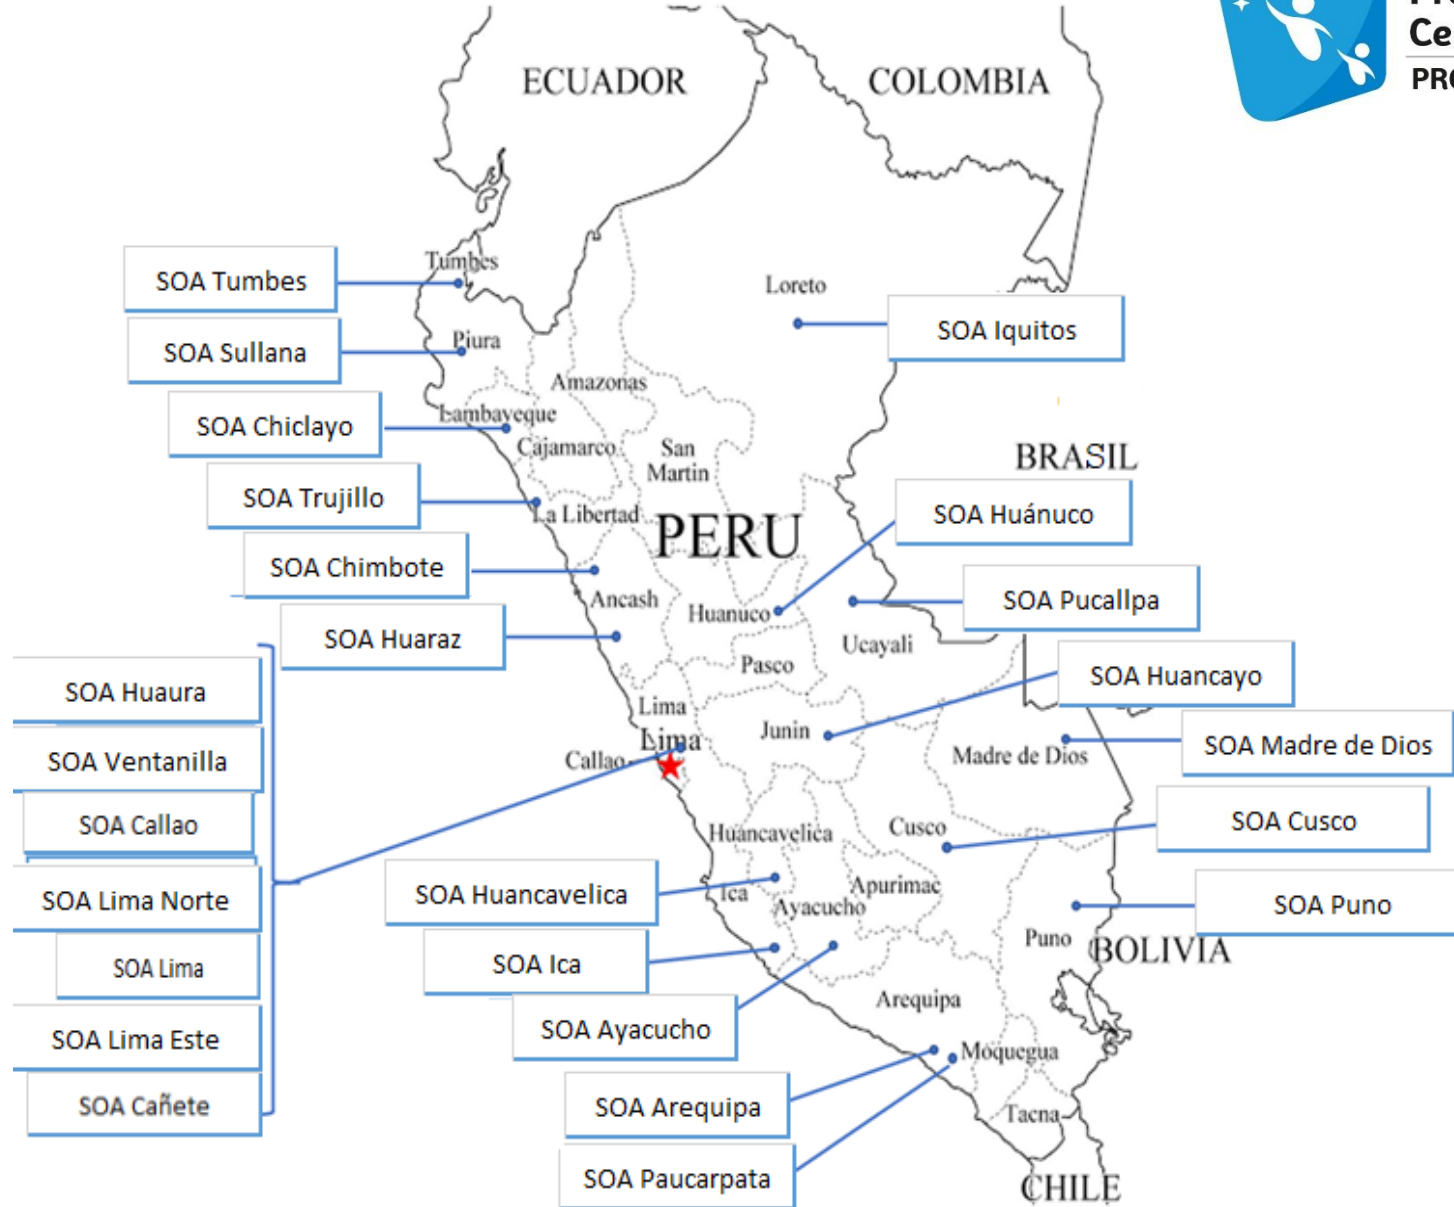 Ce
PRO
ECUADOR
COLOMBIA
Tumbes
SOA Tumbes
Loreto
SOA Iquitos
Piura
SOA Sullana
Amazonas
Lambayeque
SOA Chiclayo
Cajamarco
San
Martin
BRASIL
SOA Trujillo
La Libertad
PERU
SOA Huánuco
SOA Chimbote
Ancash
Huanuco
SOA Pucallpa
SOA Huaraz
Ucayali
Pasco
SOA Huancayo
SOA Huaura
Lima
Junin
Lima
Callao
Madre de Dios
SOA Madre de Dios
SOA Ventanilla
SOA Callao
Huancavelica
Cusco
SOA Cusco
SOA Lima Norte
SOA Huancavelica
Ica
Ayacucho
Apurimac
SOA Puno
Puno
BOLIVIA
SOA Lima
SOA Ica
Arequipa
SOA Lima Este
SOA Ayacucho
Moquegua
SOA Cañete
SOA Arequipa
Tacna
SOA Paucarpata
CHILE